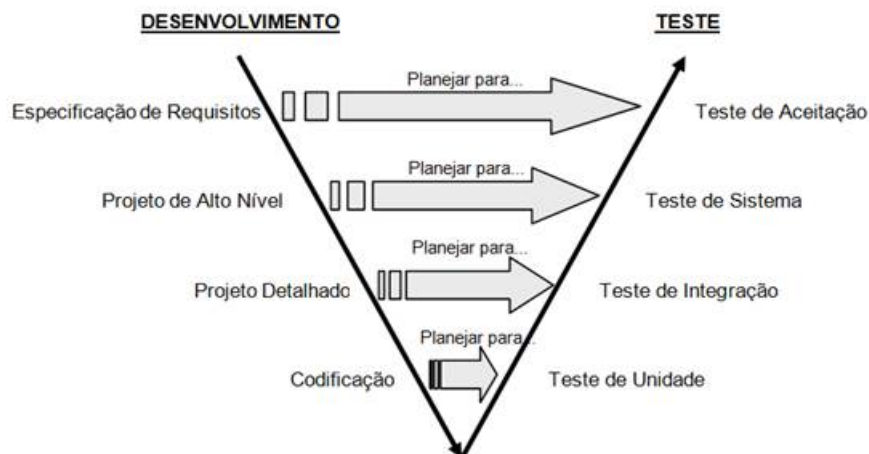 DESENVOLVIMENTO
TESTE
Planejar para...
Especificação de Requisitos
Teste de Aceitação
Planejar para...
Projeto de Alto Nível
Teste de Sistema
Planejar para...
Projeto Detalhado
Teste de Integração
Planejar para...
Codificação
Teste de Unidade